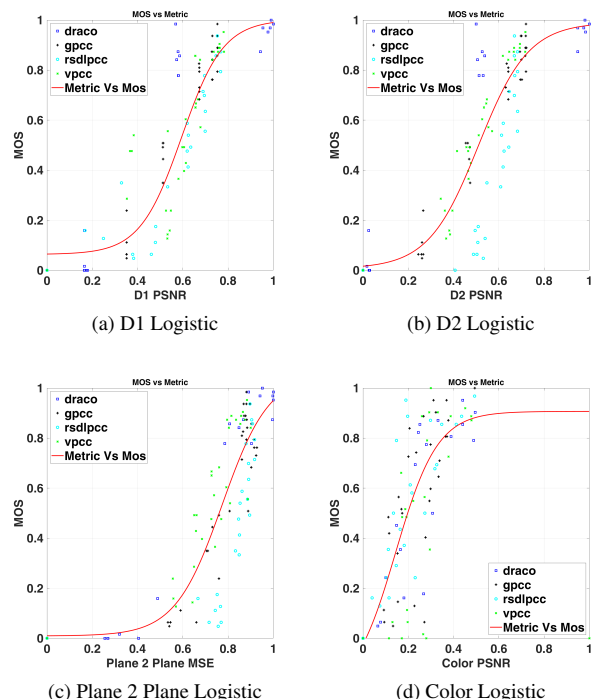 MOS vs Metric
MOS vs Metric
1
0.8
0.6
0.4
0.2
0
MOS
draco
gpcc
rsdlpcc
vpcc
Metric Vs Mos
0 0.2 0.4 0.6 0.8 1
D1 PSNR
1
0.8
0.6
0.4
0.2
0
MOS
draco
gpcc
rsdlpcc
vpcc
Metric Vs Mos
0 0.2 0.4 0.6 0.8 1
D2 PSNR
(a) D1 Logistic
(b) D2 Logistic
MOS vs Metric
MOS vs Metric
1
0.8
0.6
0.4
0.2
0
MOS
draco
gpcc
rsdlpcc
vpcc
Metric Vs Mos
0 0.2 0.4 0.6 0.8 1
Plane 2 Plane MSE
1
0.8
0.6
0.4
0.2
0
MOS
draco
gpcc
rsdlpcc
vpcc
Metric Vs Mos
0 0.2 0.4 0.6 0.8 1
Color PSNR
(c) Plane 2 Plane Logistic
(d) Color Logistic